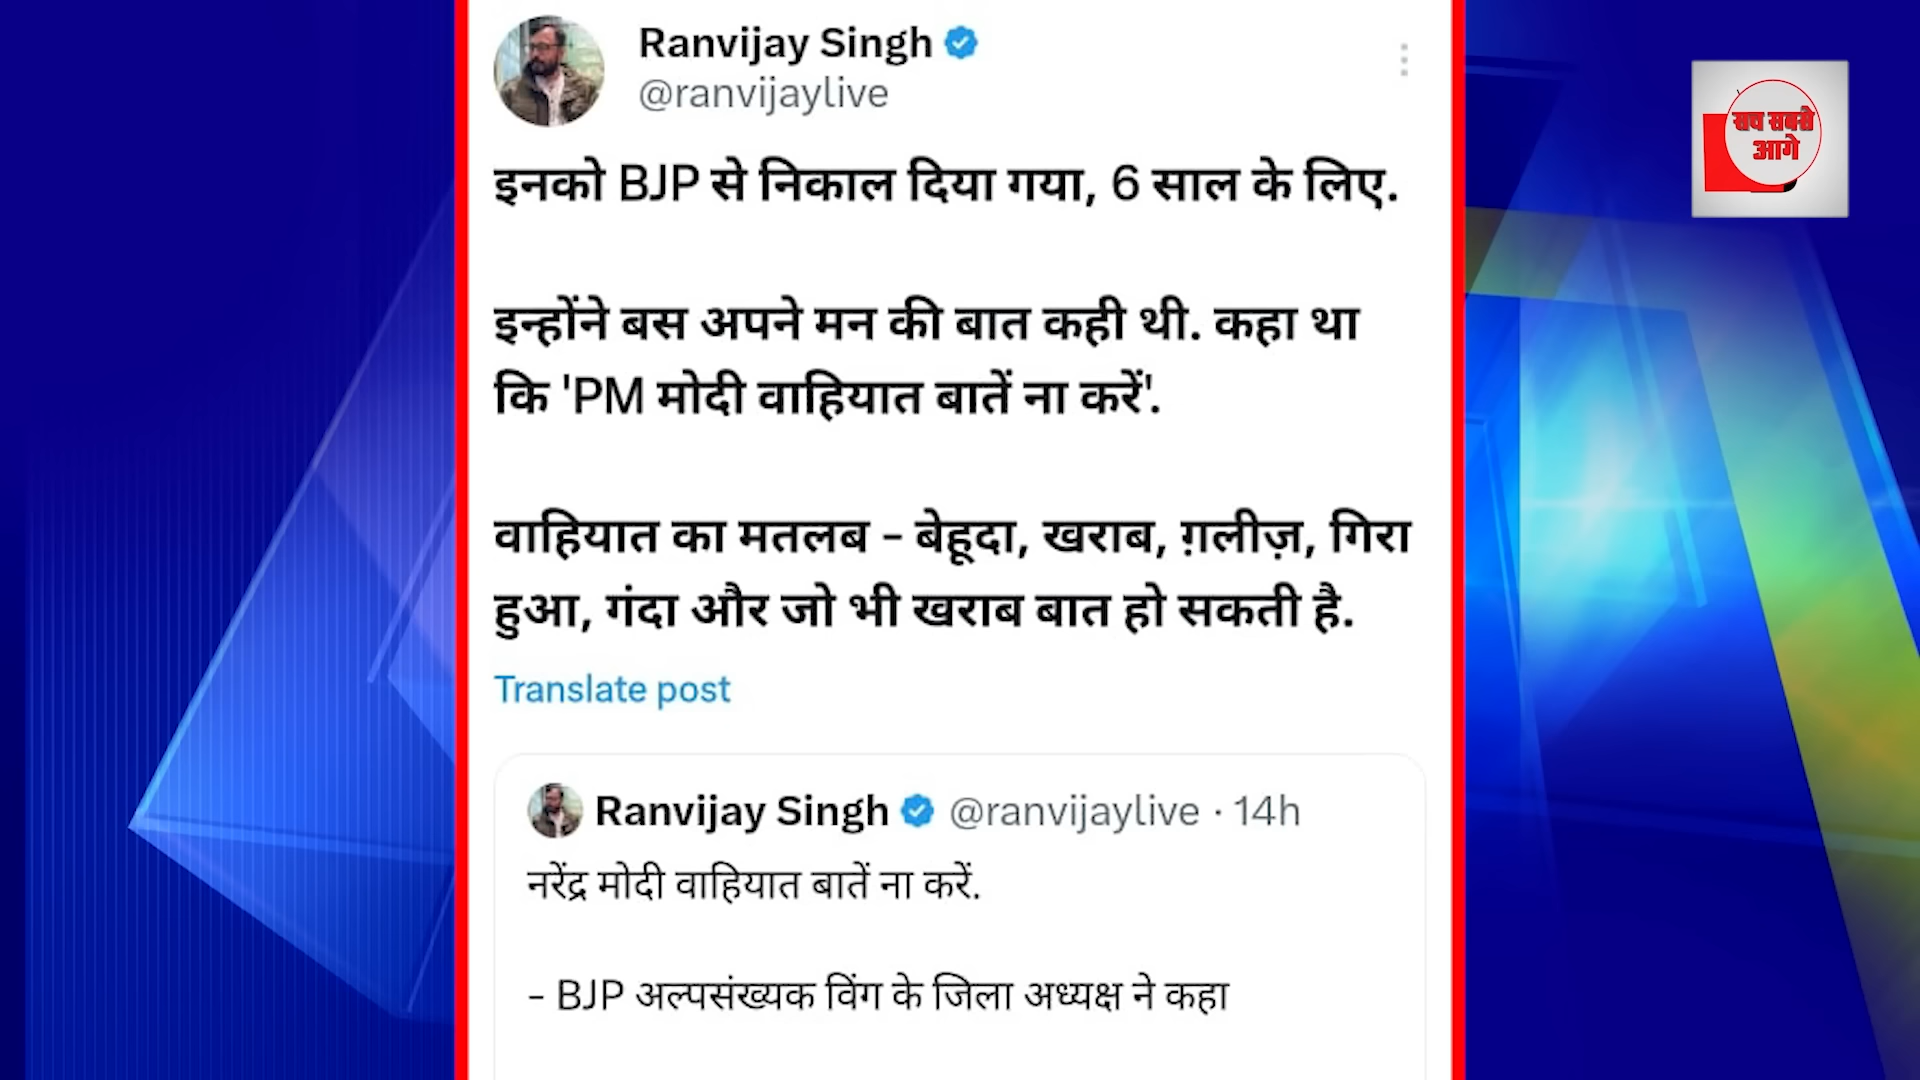 Ranvijay Singh
@ranvijaylive
सच सबसे
आगे
इनको BJP से निकाल दिया गया, 6 साल के लिए.
इन्होंने बस अपने मन की बात कही थी. कहा था
कि 'PM मोदी वाहियात बातें ना करें'.
वाहियात का मतलब - बेहूदा, खराब, ग़लीज़, गिरा
हुआ, गंदा और जो भी खराब बात हो सकती है.
Translate post
Ranvijay Singh @ranvijaylive · 14h
नरेंद्र मोदी वाहियात बातें ना करें.
- BJP अल्पसंख्यक विंग के जिला अध्यक्ष ने कहा